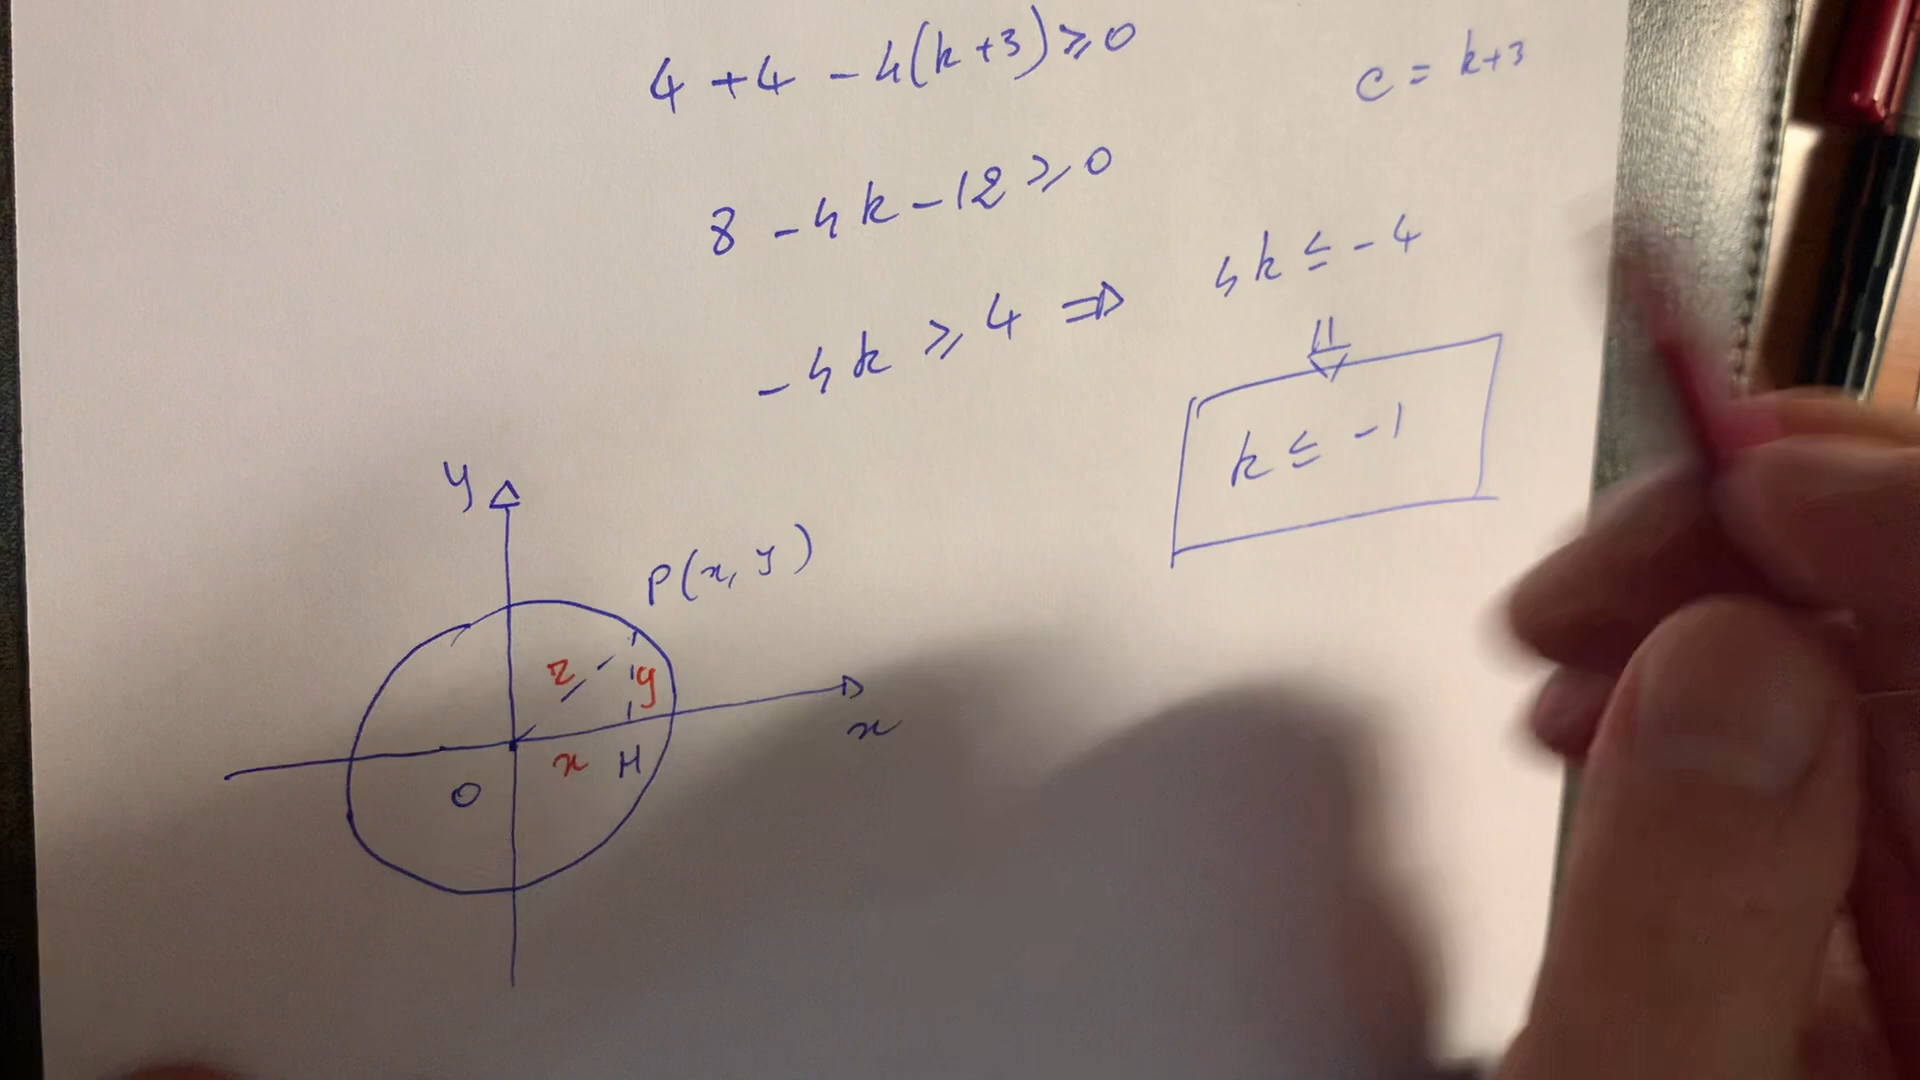 4 + 4 - 4(k+3) ⩾ 0
c = k+3
8 - 4k - 12 ⩾ 0
- 4k ⩾ 4 ⇒ 4k ≤ - 4
⇓
k ≤ - 1
y
P(x, y)
r y
x
x H
O